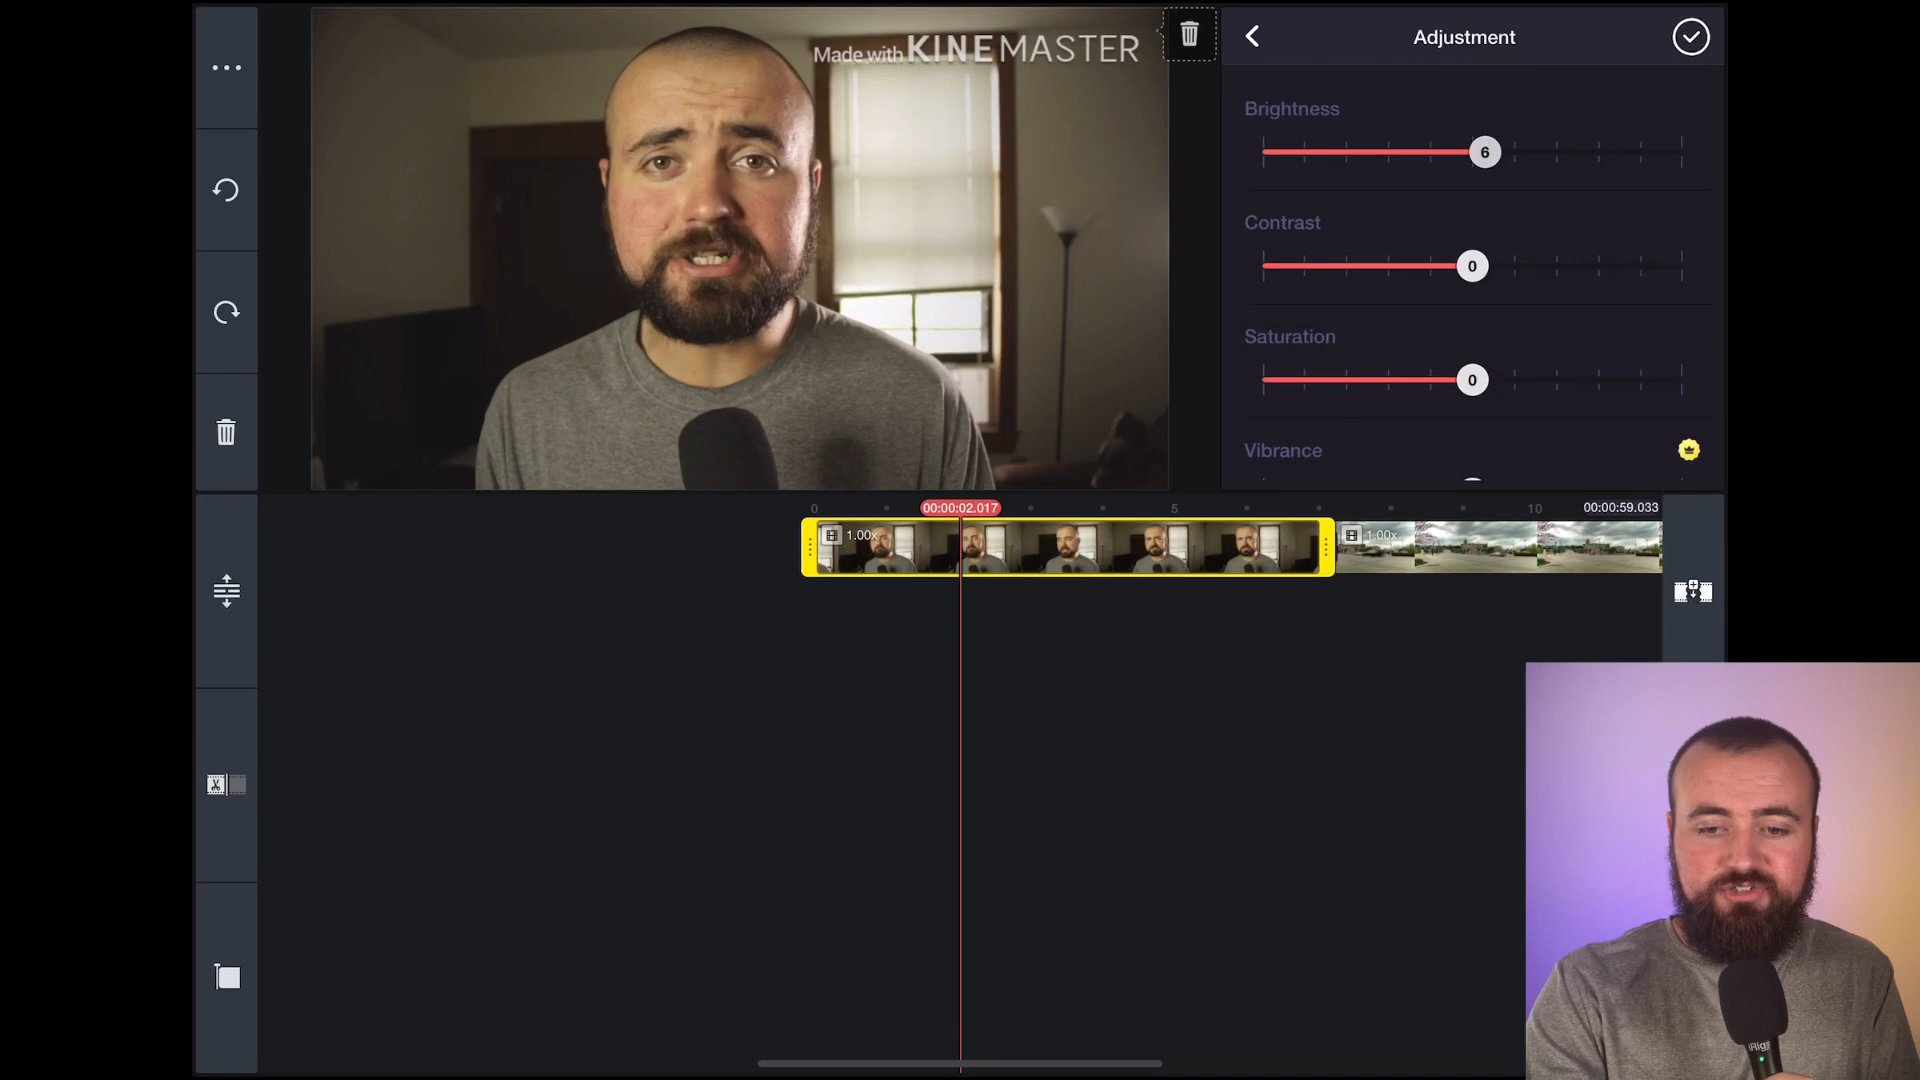 Made with KINEMASTER
Adjustment
Brightness
6
Contrast
0
Saturation
0
Vibrance
0
00:00:02.017
5
10
00:00:59.033
1.00x
1.00x
iRig